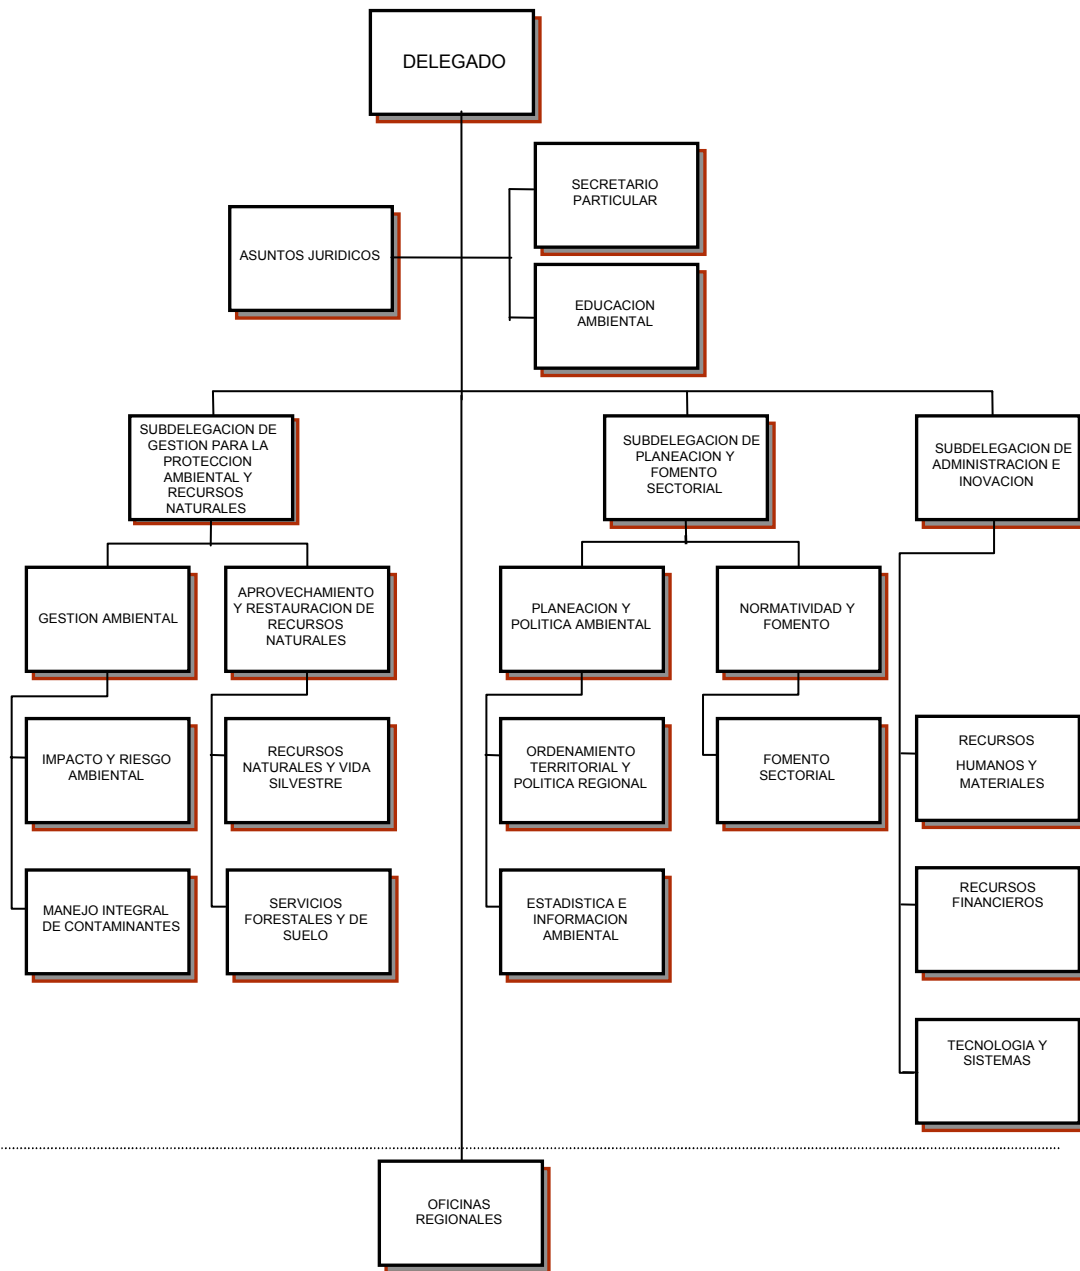 DELEGADO
SECRETARIO
PARTICULAR
ASUNTOS JURIDICOS
EDUCACION
AMBIENTAL
SUBDELEGACION DE
GESTION PARA LA
PROTECCION
AMBIENTAL Y
RECURSOS
NATURALES
SUBDELEGACION DE
PLANEACION Y
FOMENTO
SECTORIAL
SUBDELEGACION DE
ADMINISTRACION E
INOVACION
GESTION AMBIENTAL
APROVECHAMIENTO
Y RESTAURACION DE
RECURSOS
NATURALES
PLANEACION Y
POLITICA AMBIENTAL
NORMATIVIDAD Y
FOMENTO
IMPACTO Y RIESGO
AMBIENTAL
RECURSOS
NATURALES Y VIDA
SILVESTRE
ORDENAMIENTO
TERRITORIAL Y
POLITICA REGIONAL
FOMENTO
SECTORIAL
RECURSOS
HUMANOS Y
MATERIALES
MANEJO INTEGRAL
DE CONTAMINANTES
SERVICIOS
FORESTALES Y DE
SUELO
ESTADISTICA E
INFORMACION
AMBIENTAL
RECURSOS
FINANCIEROS
TECNOLOGIA Y
SISTEMAS
OFICINAS
REGIONALES